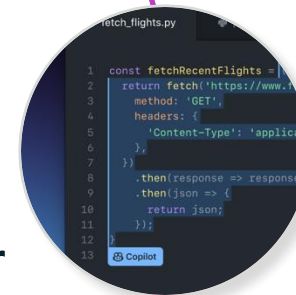 fetch_flights.py
1 const fetchRecentFlights =
2 return fetch('https://www.f
3 method: 'GET',
4 headers: {
5 'Content-Type': 'applica
6 },
7 })
8 .then(response => response
9 .then(json => {
10 return json;
11 });
12 }
13 Copilot